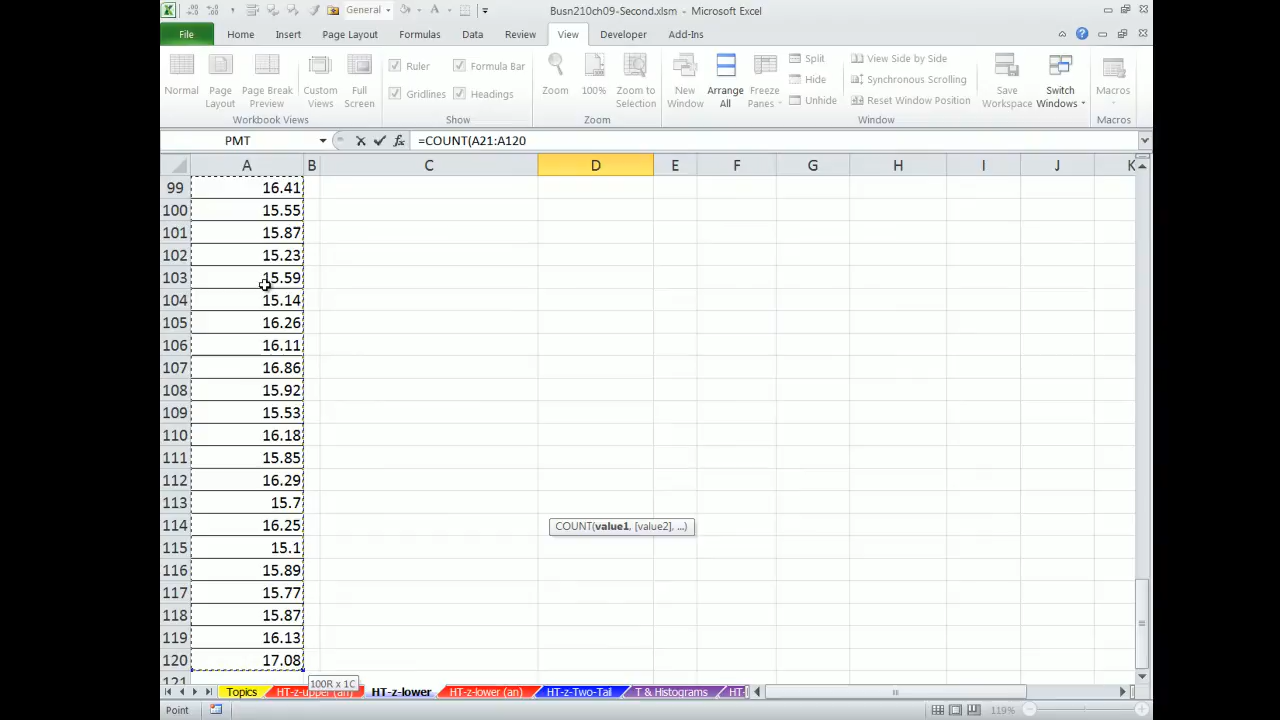 General
Busn210ch09-Second.xlsm - Microsoft Excel
File Home Insert Page Layout Formulas Data Review View Developer Add-Ins
Normal
Page Layout
Page Break Preview
Custom Views
Full Screen
Workbook Views
Ruler
Formula Bar
Gridlines
Headings
Show
Zoom
100%
Zoom to Selection
Zoom
New Window
Arrange All
Freeze Panes
Split
Hide
Unhide
View Side by Side
Synchronous Scrolling
Reset Window Position
Window
Save Workspace
Switch Windows
Macros
Macros
PMT
fx
=COUNT(A21:A120
A B C D E F G H I J K
99 16.41
100 15.55
101 15.87
102 15.23
103 15.59
104 15.14
105 16.26
106 16.11
107 16.86
108 15.92
109 15.53
110 16.18
111 15.85
112 16.29
113 15.7
114 16.25
COUNT(value1, [value2], ...)
115 15.1
116 15.89
117 15.77
118 15.87
119 16.13
120 17.08
121
100R x 1C
Topics HT-z-upper (an) HT-z-lower HT-z-lower (an) HT-z-Two-Tail T & Histograms HT-
Point
119%